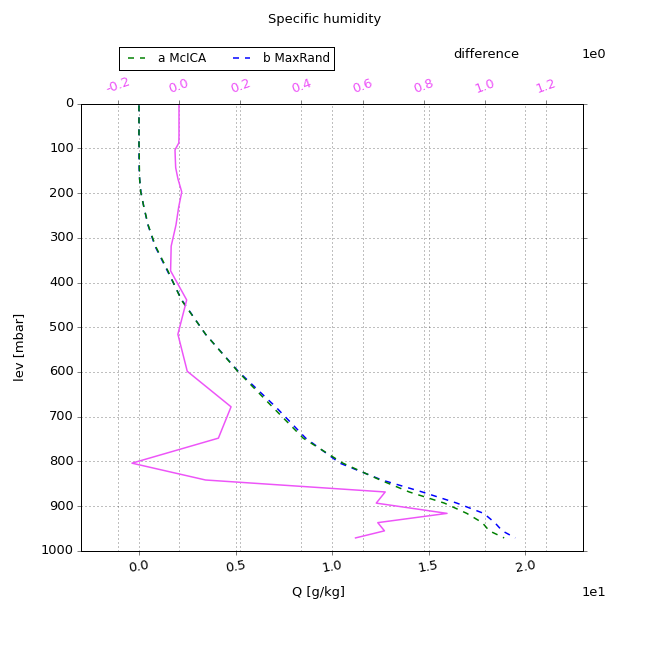 Specific humidity
a McICA b MaxRand difference 1e0
-0.2 0.0 0.2 0.4 0.6 0.8 1.0 1.2
0
100
200
300
400
500
600
700
800
900
1000
lev [mbar]
0.0 0.5 1.0 1.5 2.0
Q [g/kg] 1e1